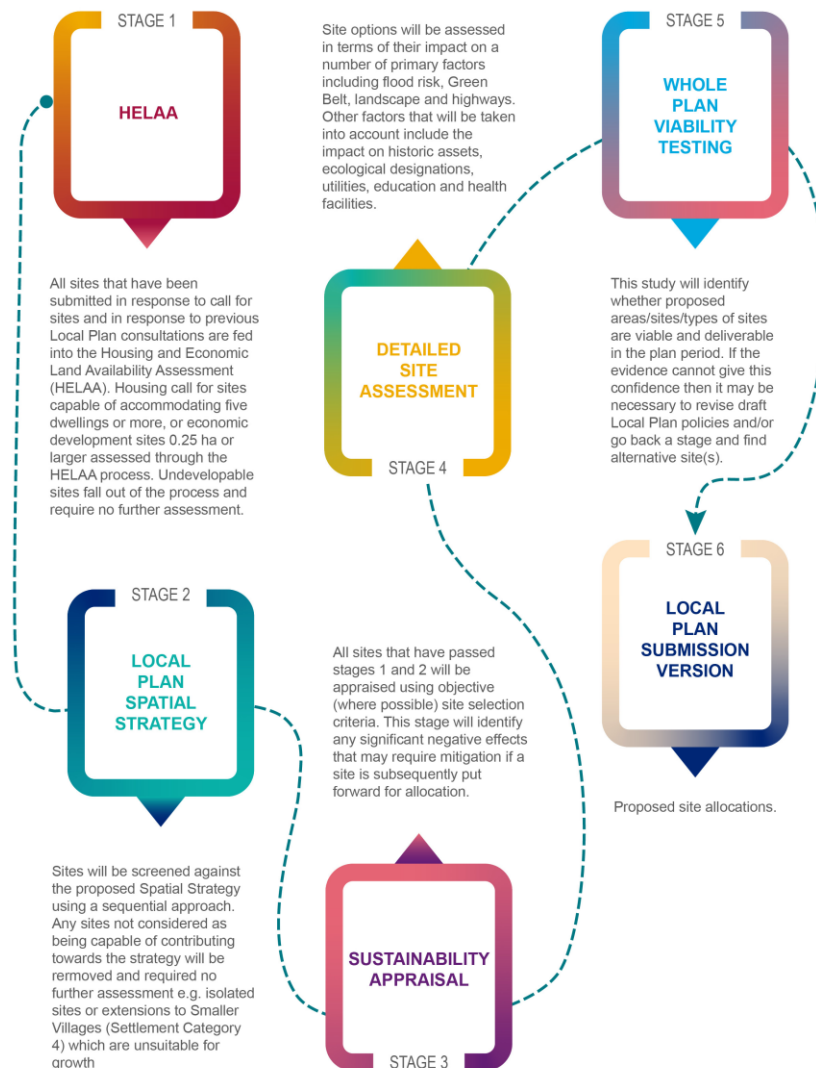 STAGE 1
HELAA
All sites that have been
submitted in response to call for
sites and in response to previous
Local Plan consultations are fed
into the Housing and Economic
Land Availability Assessment
(HELAA). Housing call for sites
capable of accommodating five
dwellings or more, or economic
development sites 0.25 ha or
larger assessed through the
HELAA process. Undevelopable
sites fall out of the process and
require no further assessment.
STAGE 2
LOCAL
PLAN
SPATIAL
STRATEGY
Sites will be screened against
the proposed Spatial Strategy
using a sequential approach.
Any sites not considered as
being capable of contributing
towards the strategy will be
rermoved and required no
further assessment e.g. isolated
sites or extensions to Smaller
Villages (Settlement Category
4) which are unsuitable for
growth
All sites that have passed
stages 1 and 2 will be
appraised using objective
(where possible) site selection
criteria. This stage will identify
any significant negative effects
that may require mitigation if a
site is subsequently put
forward for allocation.
SUSTAINABILITY
APPRAISAL
STAGE 3
Site options will be assessed
in terms of their impact on a
number of primary factors
including flood risk, Green
Belt, landscape and highways.
Other factors that will be taken
into account include the
impact on historic assets,
ecological designations,
utilities, education and health
facilities.
DETAILED
SITE
ASSESSMENT
STAGE 4
STAGE 5
WHOLE
PLAN
VIABILITY
TESTING
This study will identify
whether proposed
areas/sites/types of sites
are viable and deliverable
in the plan period. If the
evidence cannot give this
confidence then it may be
necessary to revise draft
Local Plan policies and/or
go back a stage and find
alternative site(s).
STAGE 6
LOCAL
PLAN
SUBMISSION
VERSION
Proposed site allocations.